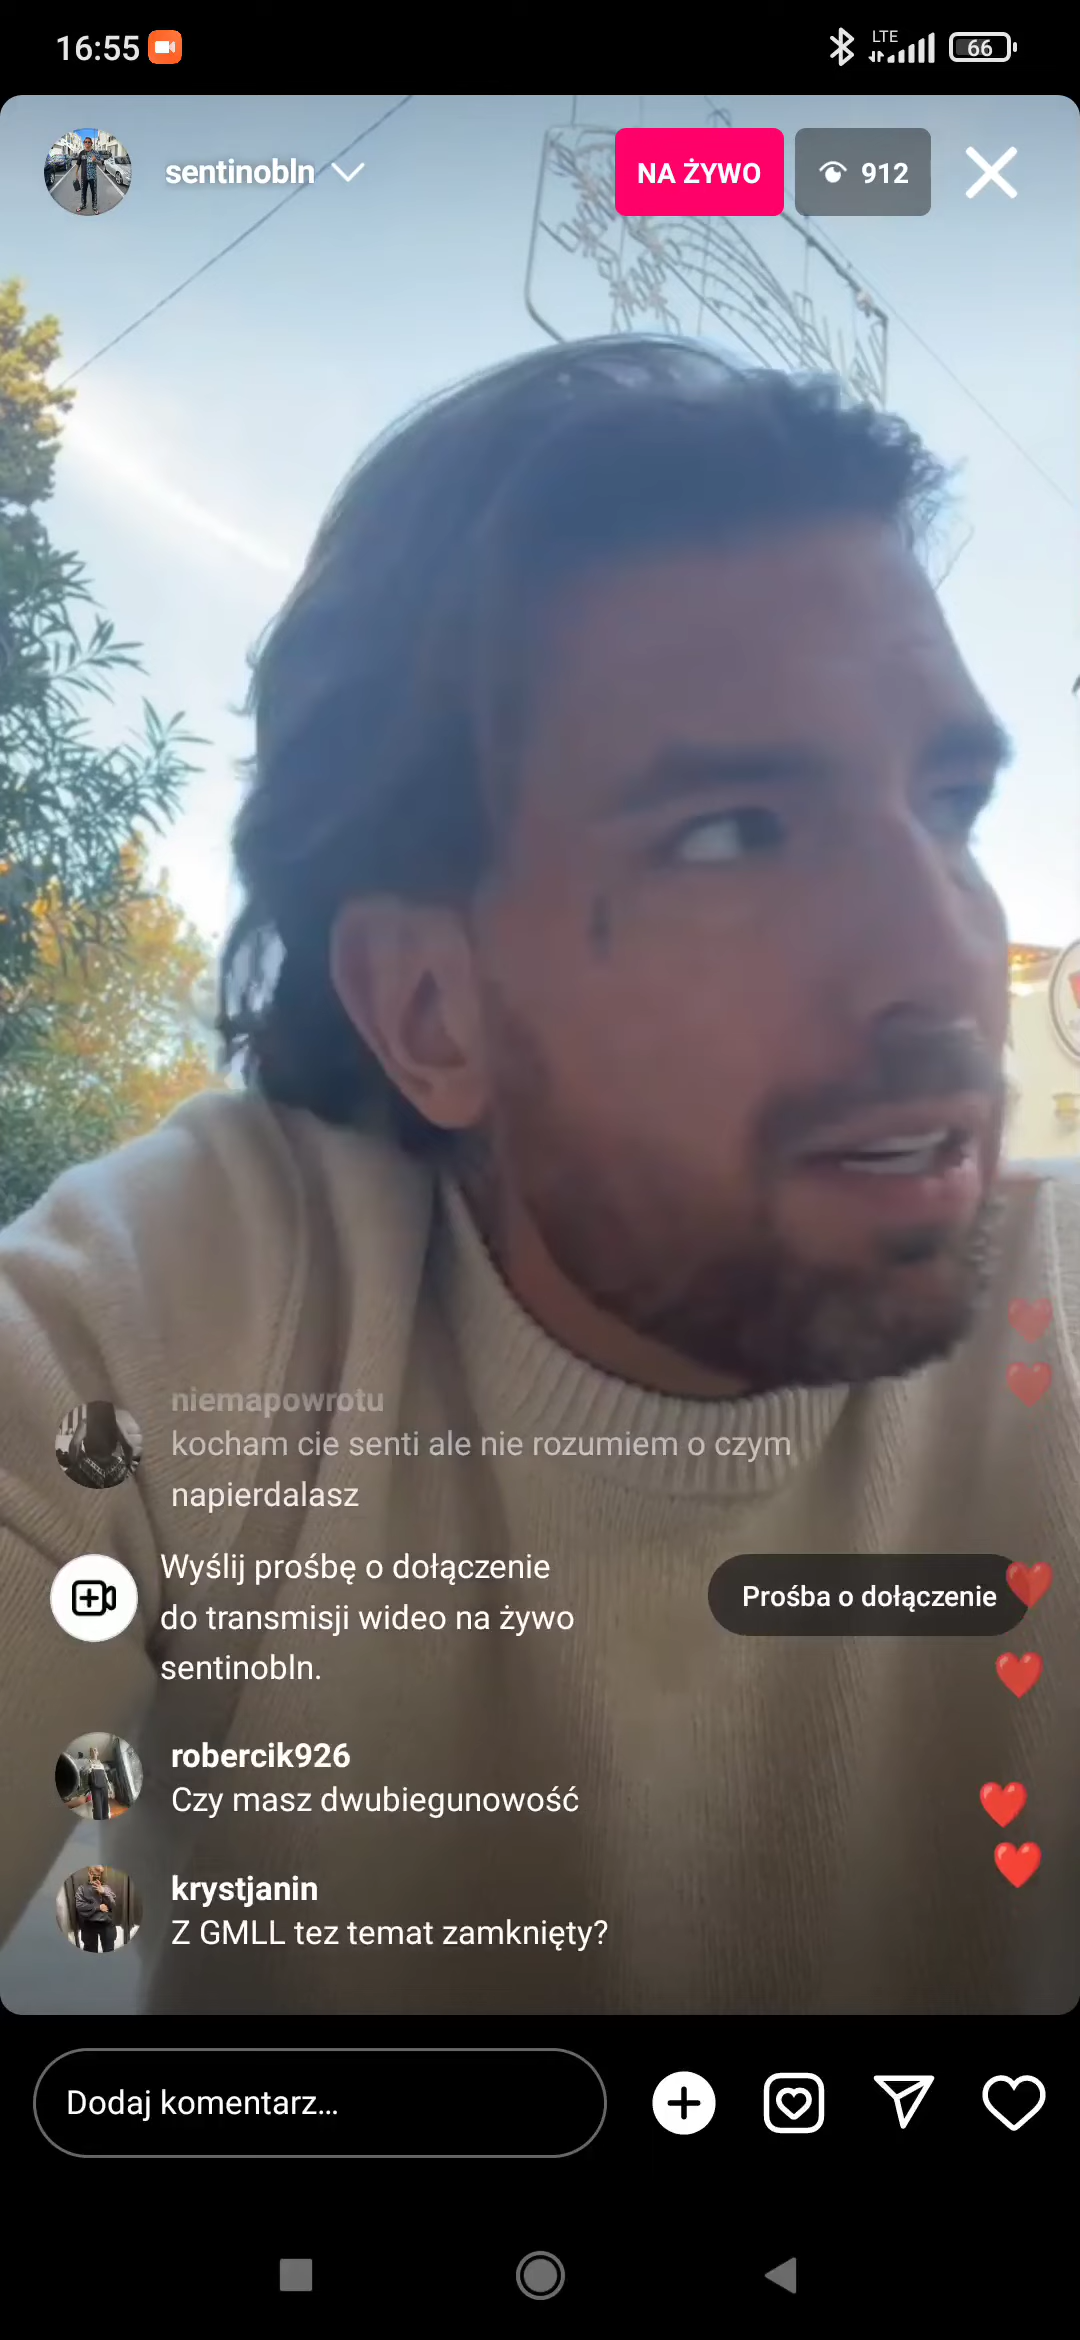 16:55
LTE
66
sentinobln
NA ŻYWO
912
niemapowrotu
kocham cie senti ale nie rozumiem o czym
napierdalasz
Wyślij prośbę o dołączenie
do transmisji wideo na żywo
sentinobln.
Prośba o dołączenie
robercik926
Czy masz dwubiegunowość
krystjanin
Z GMLL tez temat zamknięty?
Dodaj komentarz...